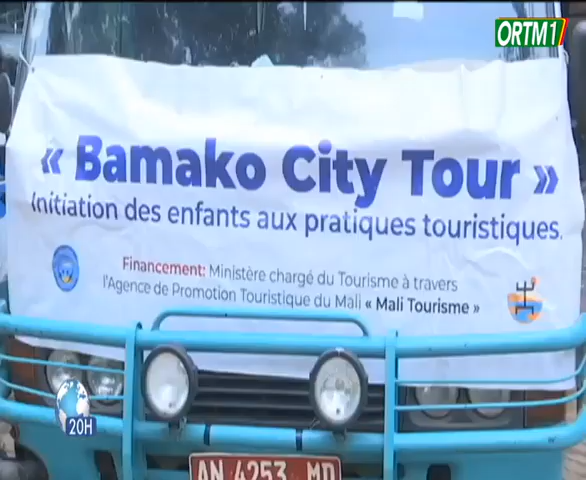 ORTM1
« Bamako City Tour »
Initiation des enfants aux pratiques touristiques.
Financement: Ministère chargé du Tourisme à travers
l'Agence de Promotion Touristique du Mali « Mali Tourisme »
20H
AN 4253 MD